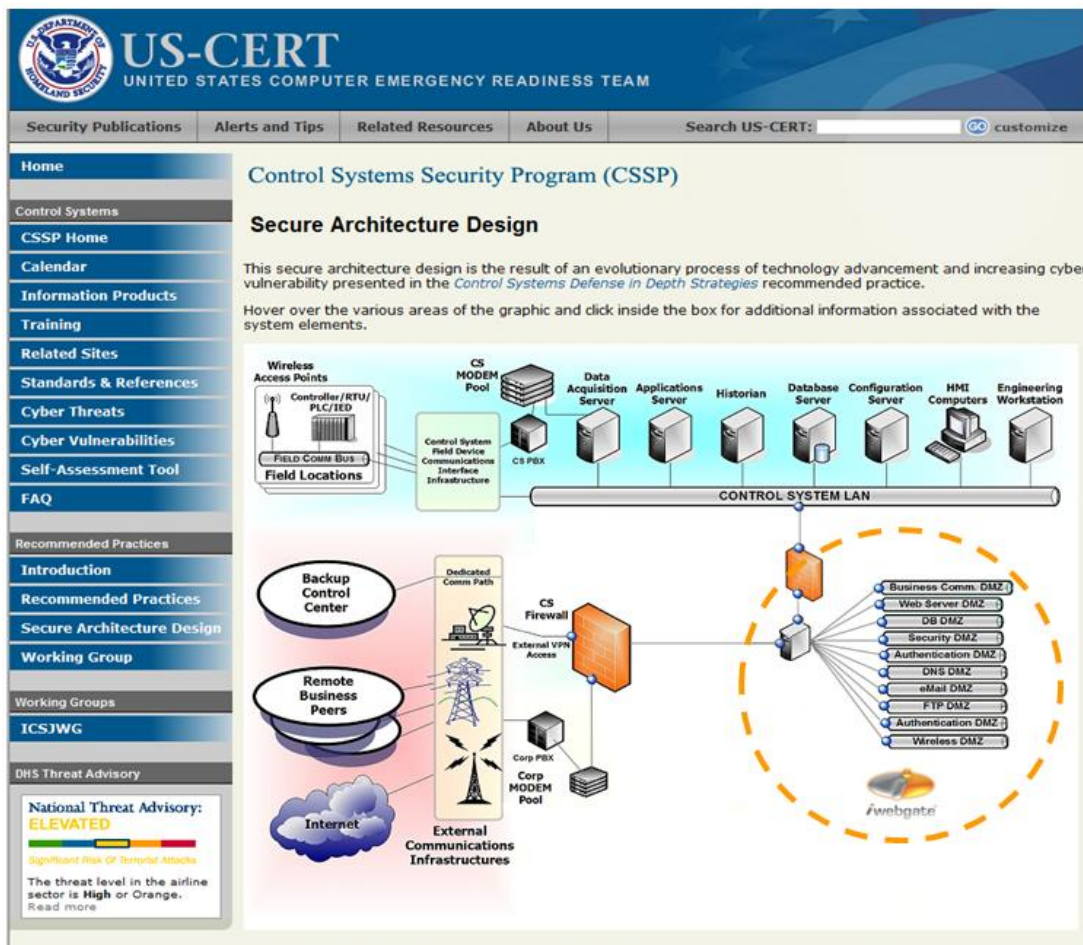 U.S. DEPARTMENT OF HOMELAND SECURITY
US-CERT
UNITED STATES COMPUTER EMERGENCY READINESS TEAM
Security Publications
Alerts and Tips
Related Resources
About Us
Search US-CERT:
GO
customize
Home
Control Systems
CSSP Home
Calendar
Information Products
Training
Related Sites
Standards & References
Cyber Threats
Cyber Vulnerabilities
Self-Assessment Tool
FAQ
Recommended Practices
Introduction
Recommended Practices
Secure Architecture Design
Working Group
Working Groups
ICSJWG
DHS Threat Advisory
National Threat Advisory:
ELEVATED
Significant Risk Of Terrorist Attacks
The threat level in the airline
sector is High or Orange.
Read more
Control Systems Security Program (CSSP)
Secure Architecture Design
This secure architecture design is the result of an evolutionary process of technology advancement and increasing cyber
vulnerability presented in the Control Systems Defense in Depth Strategies recommended practice.
Hover over the various areas of the graphic and click inside the box for additional information associated with the
system elements.
Wireless
Access Points
Controller/RTU/
PLC/IED
FIELD COMM BUS
Field Locations
Control System
Field Device
Communications
Interface
Infrastructure
CS
MODEM
Pool
CS PBX
Data
Acquisition
Server
Applications
Server
Historian
Database
Server
Configuration
Server
HMI
Computers
Engineering
Workstation
CONTROL SYSTEM LAN
Backup
Control
Center
Remote
Business
Peers
Internet
Dedicated
Comm Path
CS
Firewall
External VPN
Access
Corp PBX
Corp
MODEM
Pool
External
Communications
Infrastructures
Business Comm. DMZ
Web Server DMZ
DB DMZ
Security DMZ
Authentication DMZ
DNS DMZ
eMail DMZ
FTP DMZ
Authentication DMZ
Wireless DMZ
iwebgate